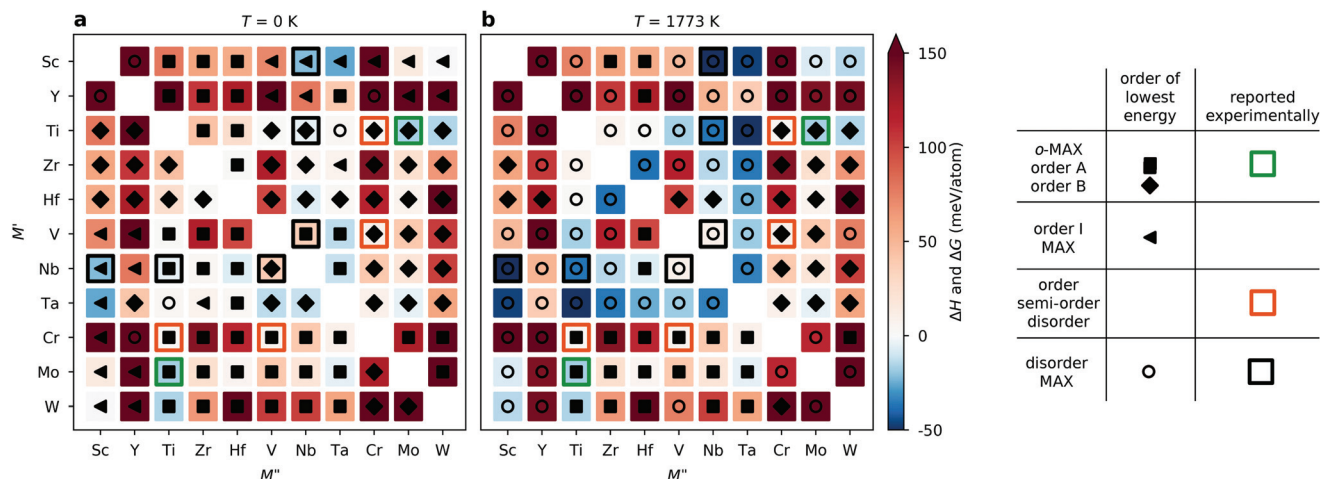 a
T = 0 K
b
T = 1773 K
M'
Sc
Y
Ti
Zr
Hf
V
Nb
Ta
Cr
Mo
W
Sc Y Ti Zr Hf V Nb Ta Cr Mo W
M"
Sc Y Ti Zr Hf V Nb Ta Cr Mo W
M"
150
100
50
0
-50
ΔH and ΔG (meV/atom)
order of
lowest
energy
reported
experimentally
o-MAX
order A
order B
order I
MAX
order
semi-order
disorder
disorder
MAX